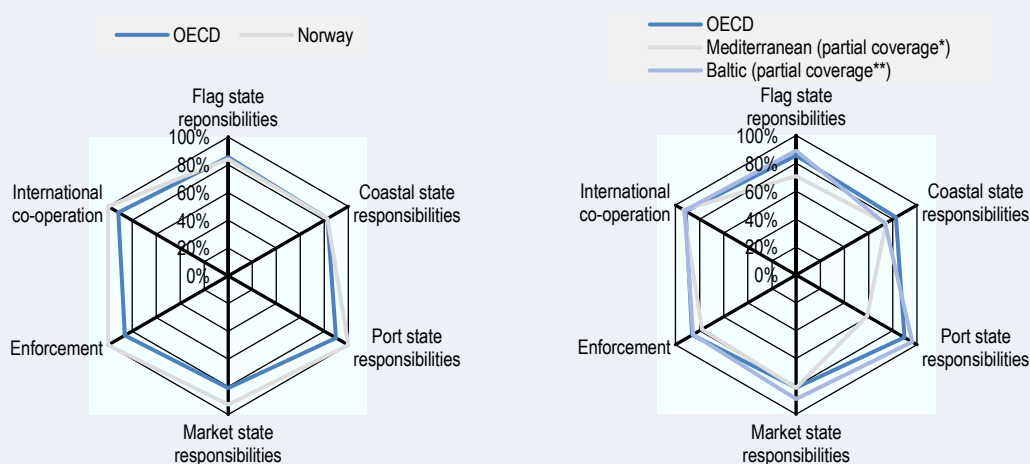 OECD
Norway
Flag state
reponsibilities
100%
80%
60%
40%
20%
0%
International
co-operation
Coastal state
responsibilities
Enforcement
Port state
responsibilities
Market state
responsibilities
OECD
Mediterranean (partial coverage*)
Baltic (partial coverage**)
Flag state
reponsibilities
100%
80%
60%
40%
20%
0%
International
co-operation
Coastal state
responsibilities
Enforcement
Port state
responsibilities
Market state
responsibilities